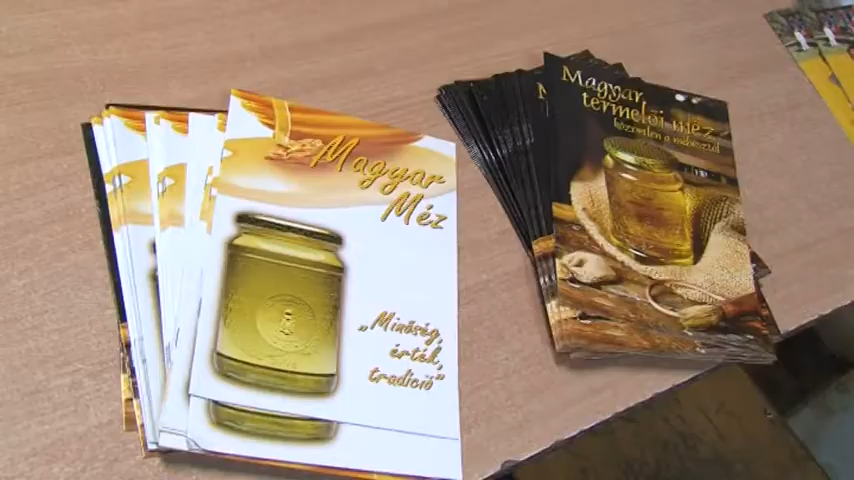 Magyar
Méz
„Minőség,
érték,
tradíció"
Magyar
termelői méz
közvetlen a méhésztől